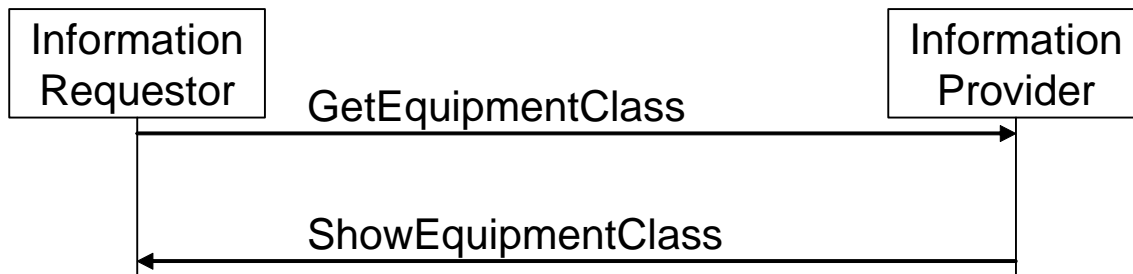 Information
Requestor
Information
Provider
GetEquipmentClass
ShowEquipmentClass